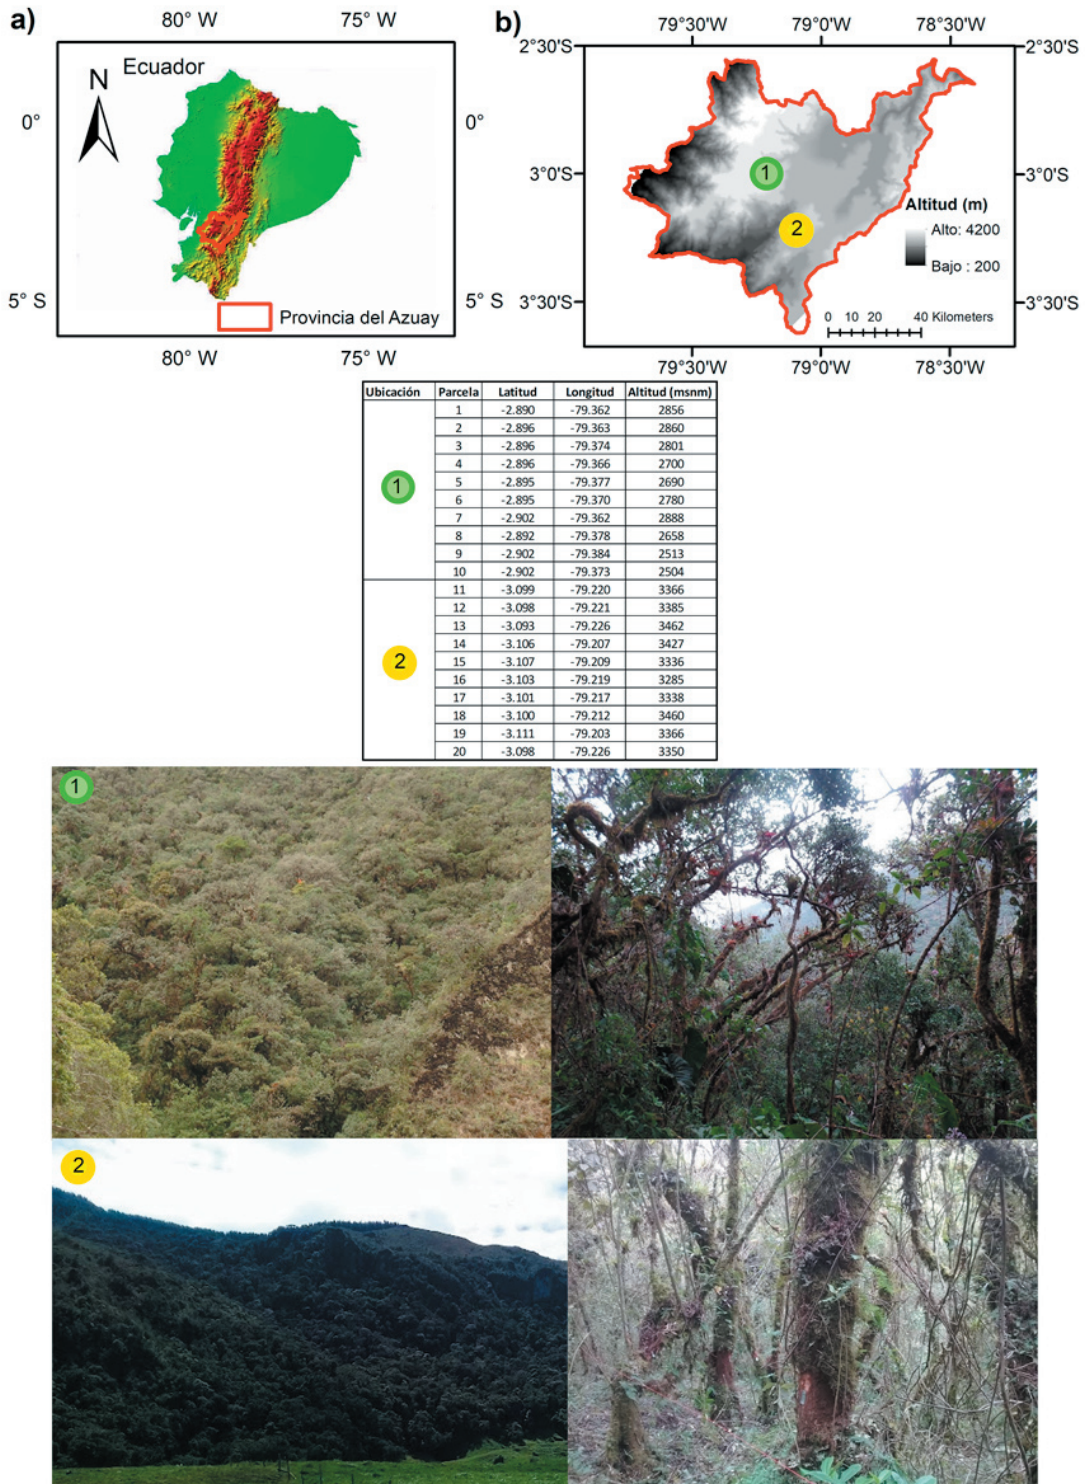 a)
80° W 75° W
Ecuador
N
0° 0°
5° S 5° S
Provincia del Azuay
80° W 75° W
b)
79°30'W 79°0'W 78°30'W
2°30'S 2°30'S
3°0'S 3°0'S
3°30'S 3°30'S
1
2
Altitud (m)
Alto: 4200
Bajo : 200
0 10 20 40 Kilometers
79°30'W 79°0'W 78°30'W
Ubicación Parcela Latitud Longitud Altitud (msnm)
1
1 -2.890 -79.362 2856
2 -2.896 -79.363 2860
3 -2.896 -79.374 2801
4 -2.896 -79.366 2700
5 -2.895 -79.377 2690
6 -2.895 -79.370 2780
7 -2.902 -79.362 2888
8 -2.892 -79.378 2658
9 -2.902 -79.384 2513
10 -2.902 -79.373 2504
2
11 -3.099 -79.220 3366
12 -3.098 -79.221 3385
13 -3.093 -79.226 3462
14 -3.106 -79.207 3427
15 -3.107 -79.209 3336
16 -3.103 -79.219 3285
17 -3.101 -79.217 3338
18 -3.100 -79.212 3460
19 -3.111 -79.203 3366
20 -3.098 -79.226 3350
1
2